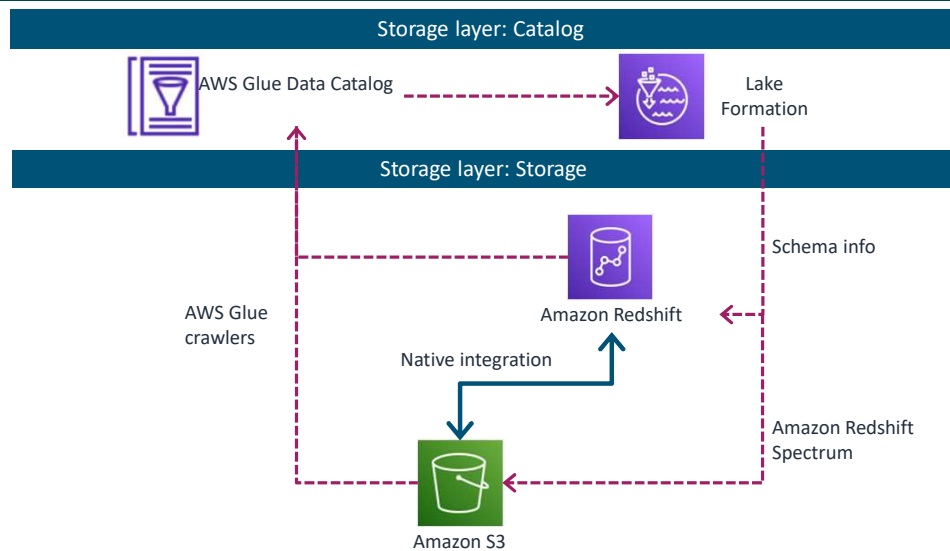 Storage layer: Catalog
AWS Glue Data Catalog
Lake
Formation
Storage layer: Storage
Schema info
AWS Glue
crawlers
Amazon Redshift
Native integration
Amazon Redshift
Spectrum
Amazon S3